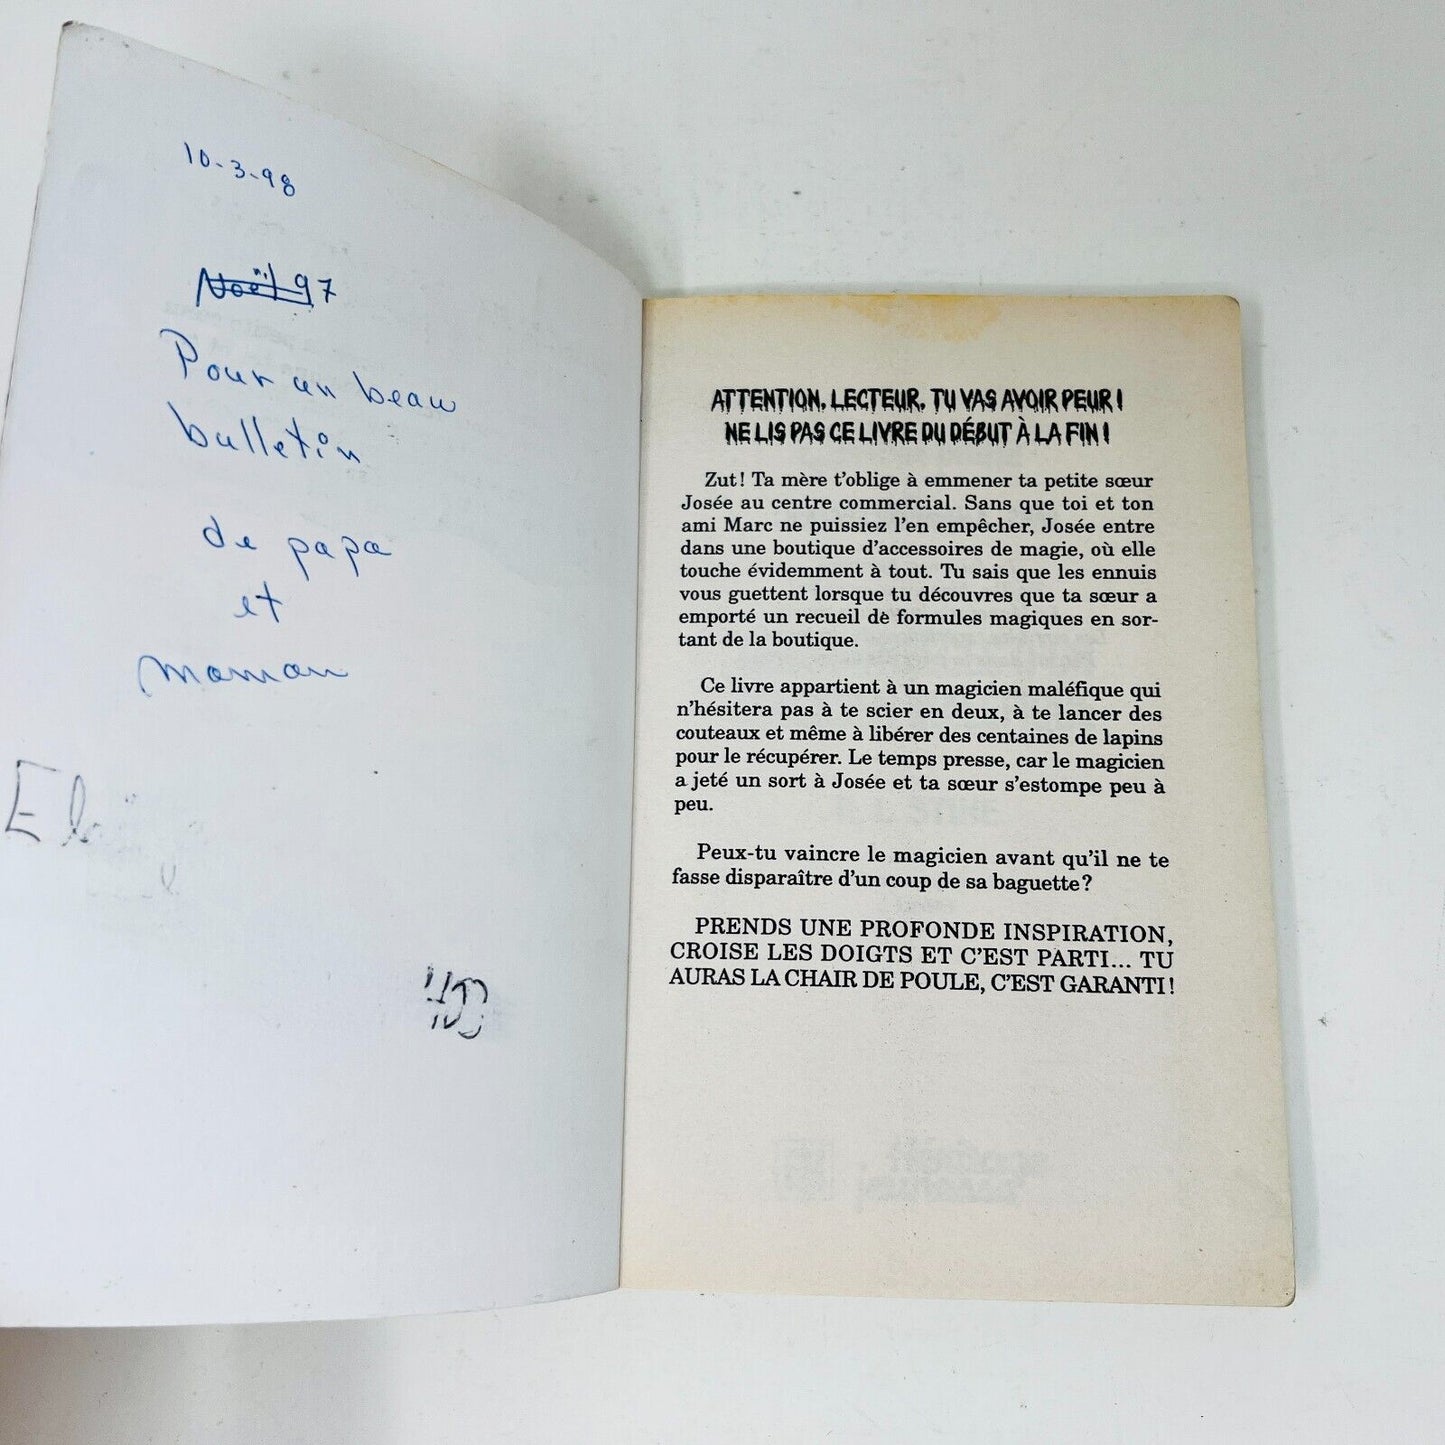 10-3-98
Noël 97
Pour un beau
bulletin
de papa
et
maman
ATTENTION, LECTEUR, TU VAS AVOIR PEUR !
NE LIS PAS CE LIVRE DU DÉBUT À LA FIN !
Zut! Ta mère t'oblige à emmener ta petite sœur
Josée au centre commercial. Sans que toi et ton
ami Marc ne puissiez l'en empêcher, Josée entre
dans une boutique d'accessoires de magie, où elle
touche évidemment à tout. Tu sais que les ennuis
vous guettent lorsque tu découvres que ta sœur a
emporté un recueil de formules magiques en sor-
tant de la boutique.
Ce livre appartient à un magicien maléfique qui
n'hésitera pas à te scier en deux, à te lancer des
couteaux et même à libérer des centaines de lapins
pour le récupérer. Le temps presse, car le magicien
a jeté un sort à Josée et ta sœur s'estompe peu à
peu.
Peux-tu vaincre le magicien avant qu'il ne te
fasse disparaître d'un coup de sa baguette ?
PRENDS UNE PROFONDE INSPIRATION,
CROISE LES DOIGTS ET C'EST PARTI... TU
AURAS LA CHAIR DE POULE, C'EST GARANTI !